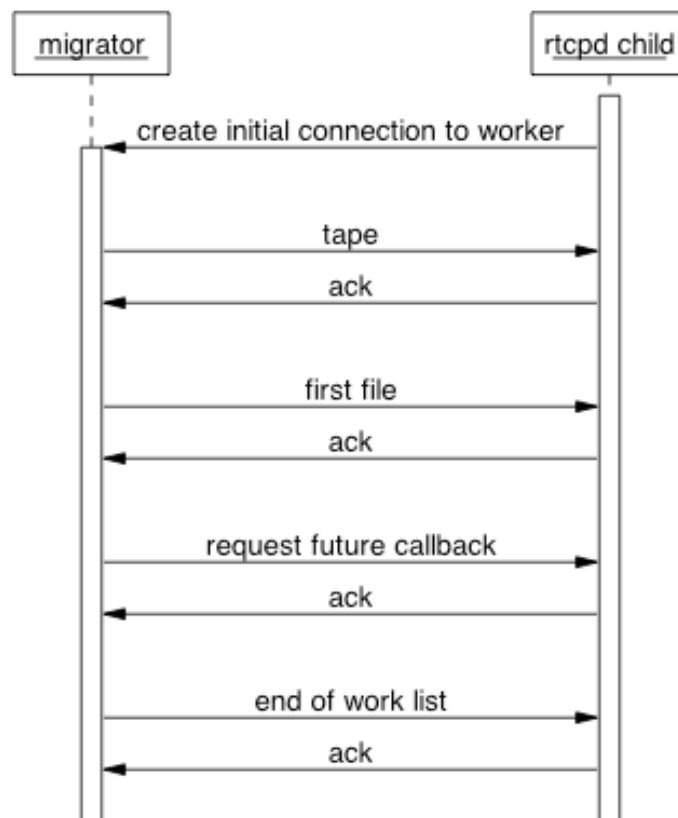 migrator
rtcpd child
create initial connection to worker
tape
ack
first file
ack
request future callback
ack
end of work list
ack